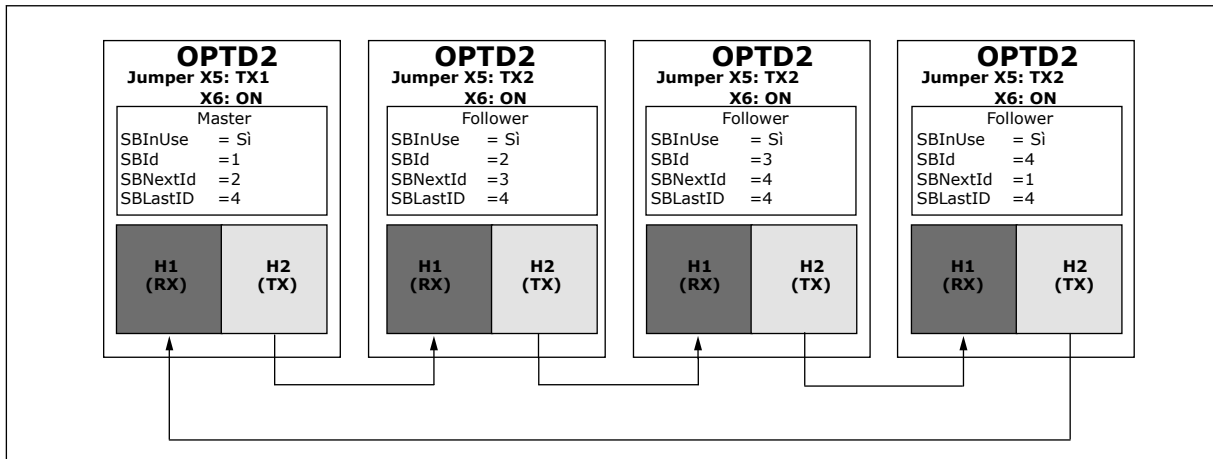 OPTD2
Jumper X5: TX1
X6: ON
Master
SBInUse = Sì
SBId =1
SBNextId =2
SBLastID =4
H1
(RX)
H2
(TX)
OPTD2
Jumper X5: TX2
X6: ON
Follower
SBInUse = Sì
SBId =2
SBNextId =3
SBLastID =4
H1
(RX)
H2
(TX)
OPTD2
Jumper X5: TX2
X6: ON
Follower
SBInUse = Sì
SBId =3
SBNextId =4
SBLastID =4
H1
(RX)
H2
(TX)
OPTD2
Jumper X5: TX2
X6: ON
Follower
SBInUse = Sì
SBId =4
SBNextId =1
SBLastID =4
H1
(RX)
H2
(TX)